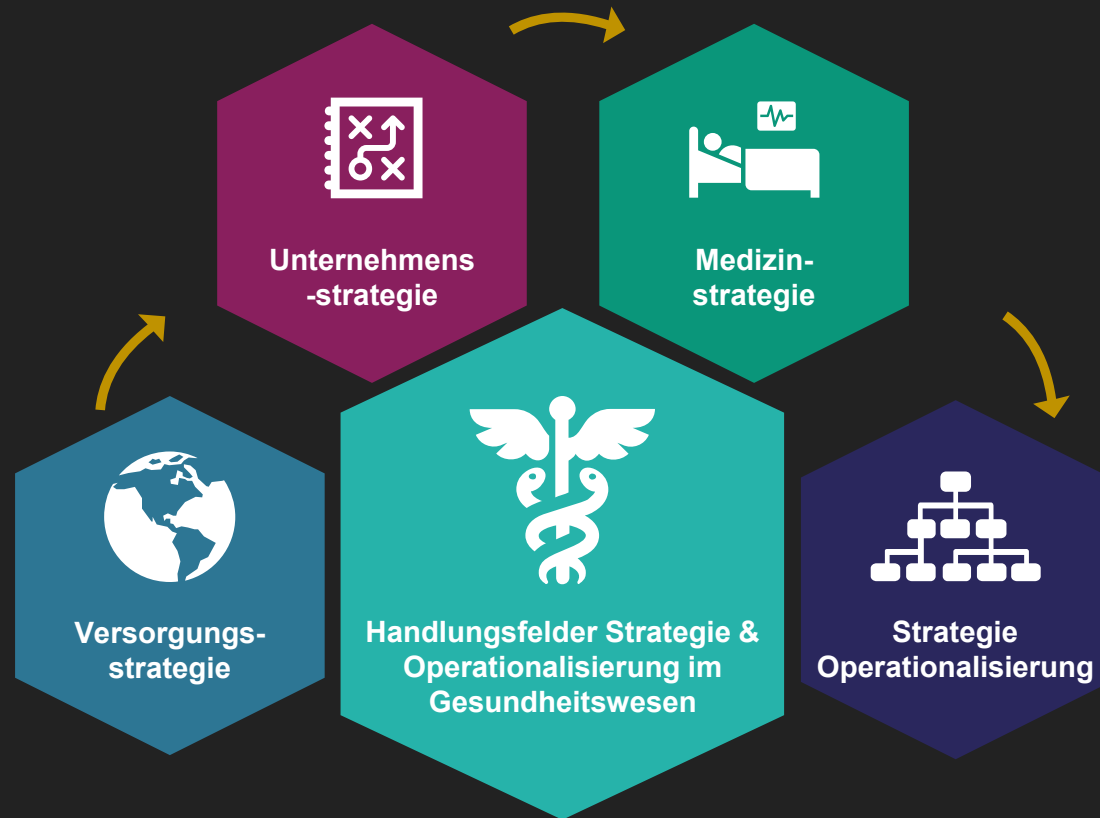 Unternehmens
-strategie
Medizin-
strategie
Versorgungs-
strategie
Handlungsfelder Strategie &
Operationalisierung im
Gesundheitswesen
Strategie
Operationalisierung